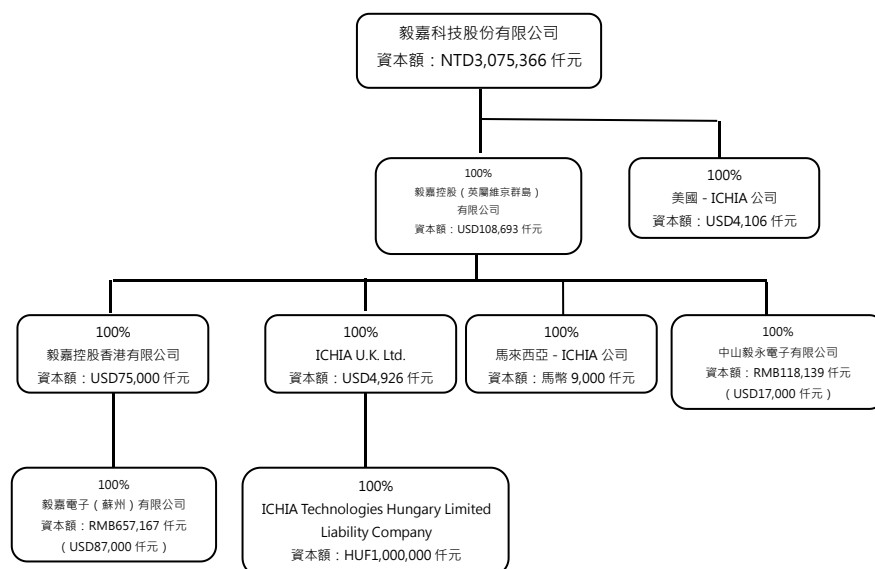 毅嘉科技股份有限公司
資本額：NTD3,075,366 仟元
100%
毅嘉控股（英屬維京群島）
有限公司
資本額：USD108,693 仟元
100%
美國 - ICHIA 公司
資本額：USD4,106 仟元
100%
毅嘉控股香港有限公司
資本額：USD75,000 仟元
100%
ICHIA U.K. Ltd.
資本額：USD4,926 仟元
100%
馬來西亞 - ICHIA 公司
資本額：馬幣 9,000 仟元
100%
中山毅永電子有限公司
資本額：RMB118,139 仟元
（USD17,000 仟元）
100%
毅嘉電子（蘇州）有限公司
資本額：RMB657,167 仟元
（USD87,000 仟元）
100%
ICHIA Technologies Hungary Limited
Liability Company
資本額：HUF1,000,000 仟元